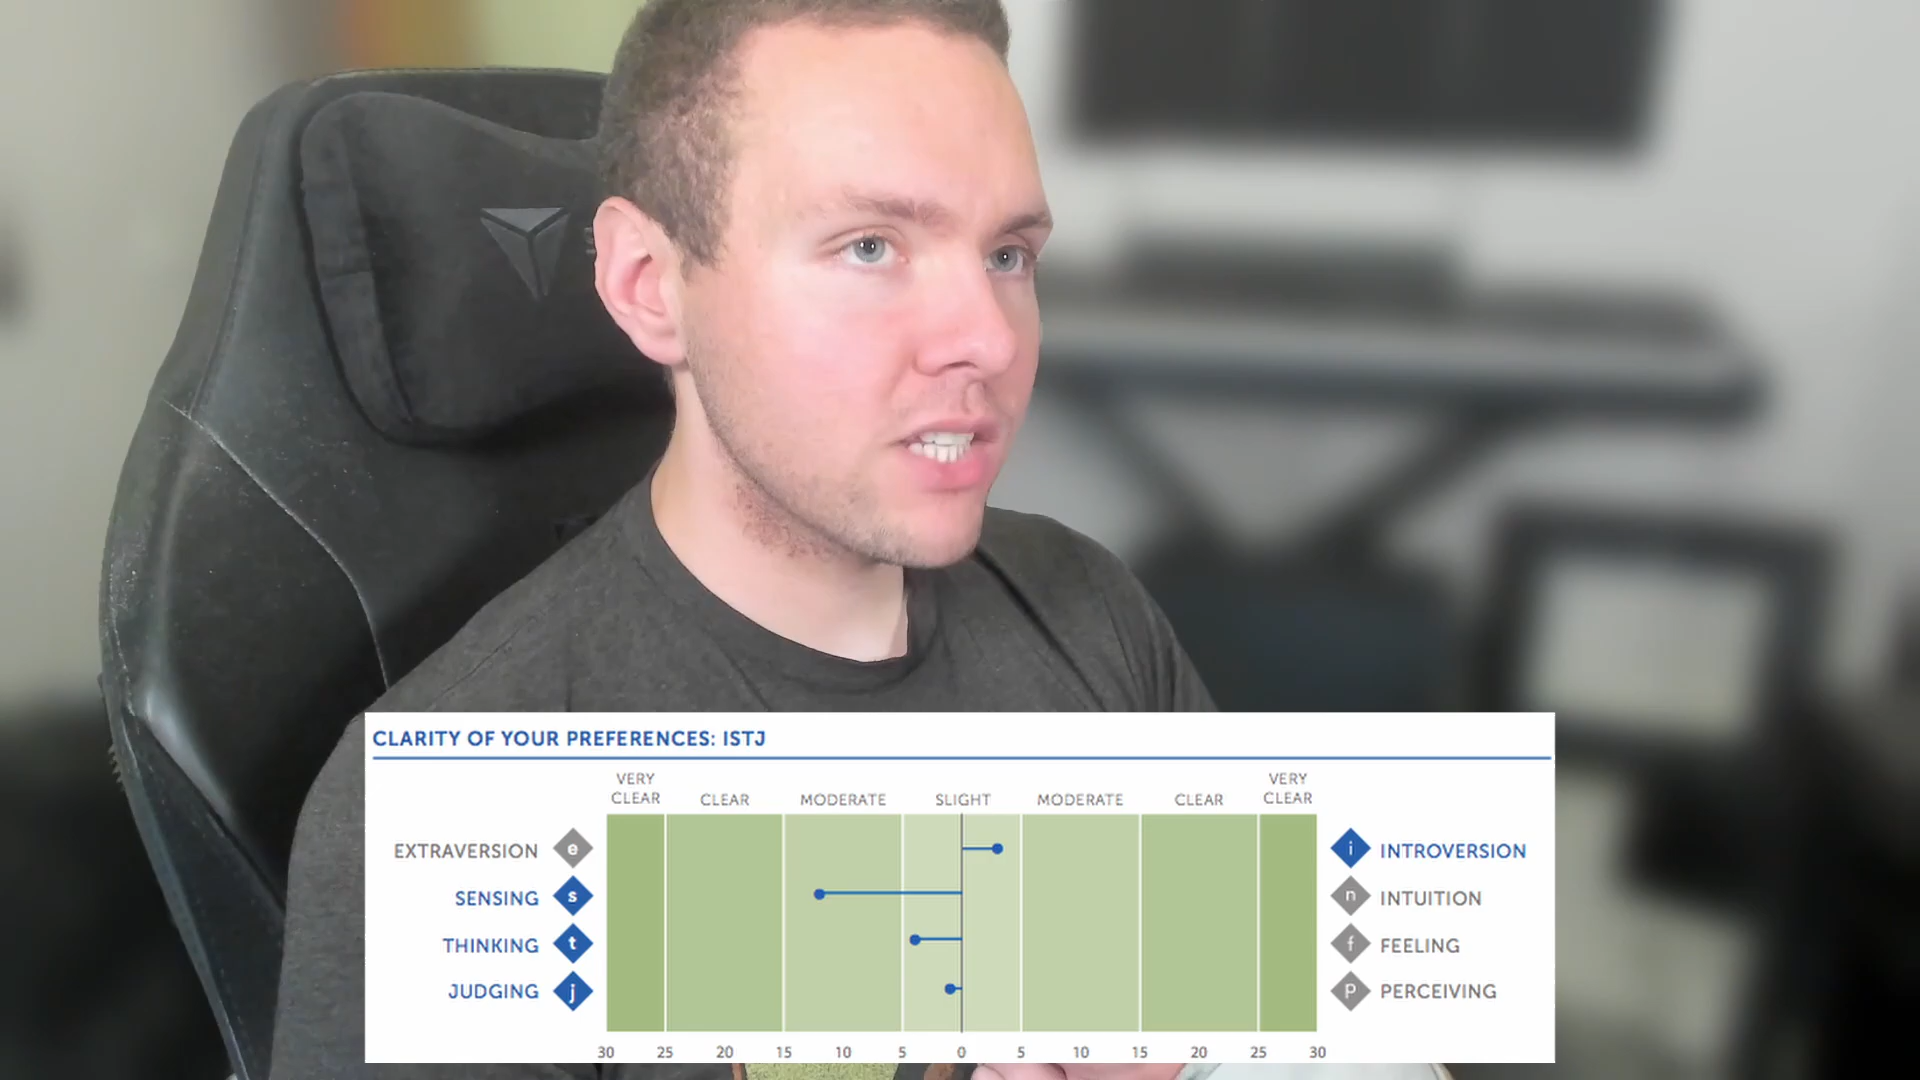 CLARITY OF YOUR PREFERENCES: ISTJ
VERY CLEAR CLEAR MODERATE SLIGHT MODERATE CLEAR VERY CLEAR
EXTRAVERSION e i INTROVERSION
SENSING s n INTUITION
THINKING t f FEELING
JUDGING j p PERCEIVING
30 25 20 15 10 5 0 5 10 15 20 25 30